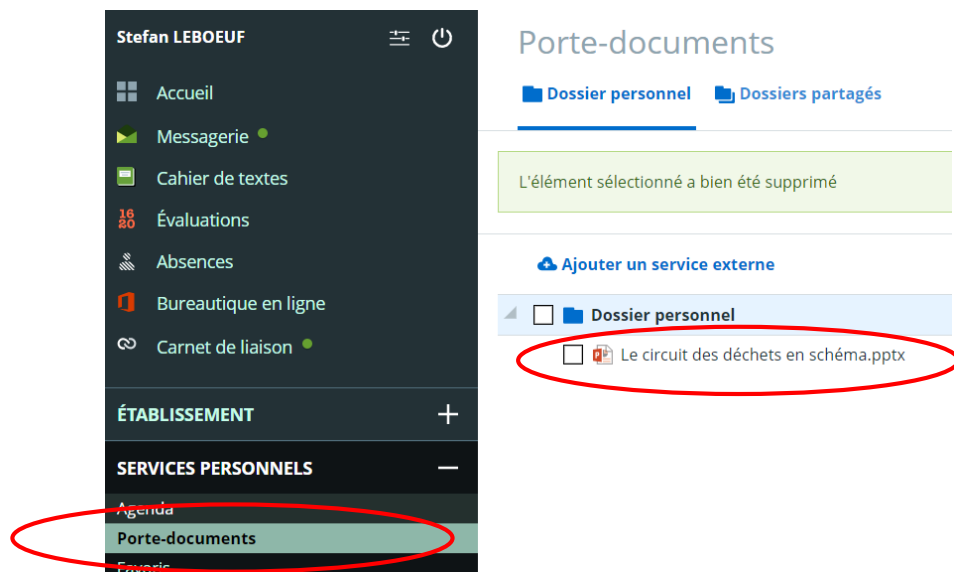 Stefan LEBOEUF
Accueil
Messagerie
Cahier de textes
16
20
Évaluations
Absences
Bureautique en ligne
Carnet de liaison
ÉTABLISSEMENT
SERVICES PERSONNELS
Agenda
Porte-documents
Favoris
Porte-documents
Dossier personnel
Dossiers partagés
L'élément sélectionné a bien été supprimé
Ajouter un service externe
Dossier personnel
Le circuit des déchets en schéma.pptx